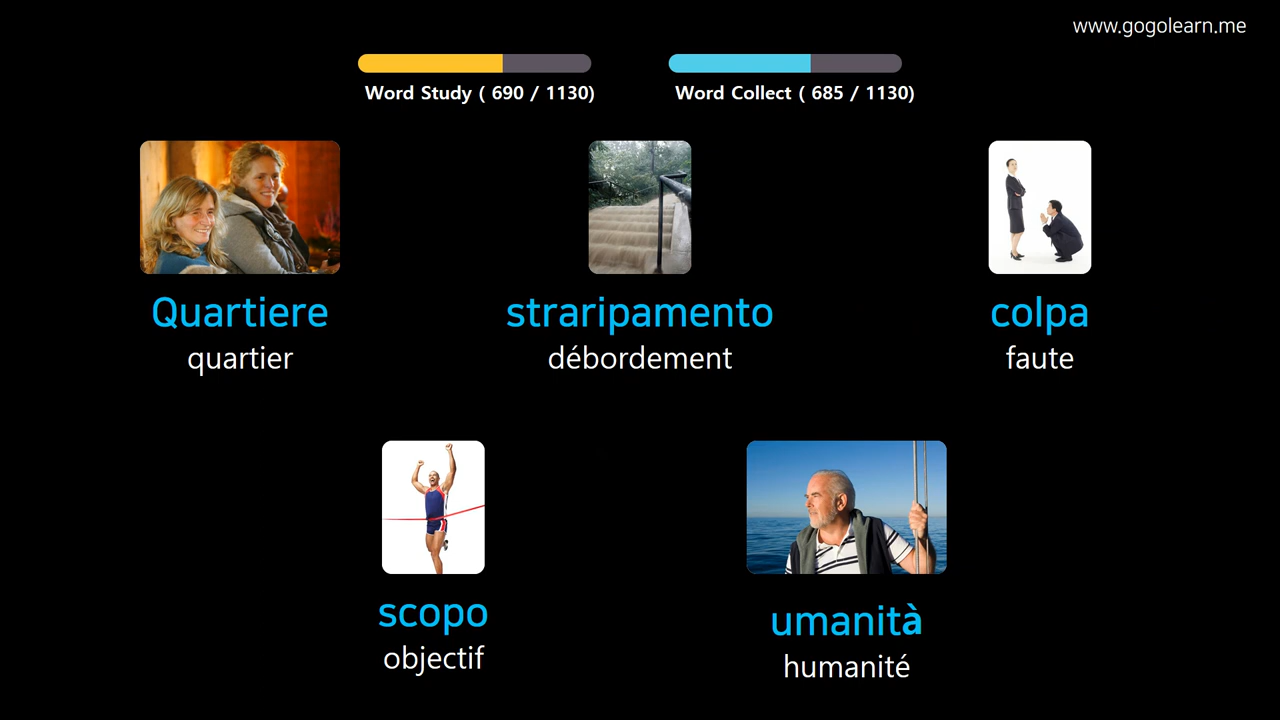 www.gogolearn.me
Word Study ( 690 / 1130)
Word Collect ( 685 / 1130)
Quartiere
quartier
straripamento
débordement
colpa
faute
scopo
objectif
umanità
humanité